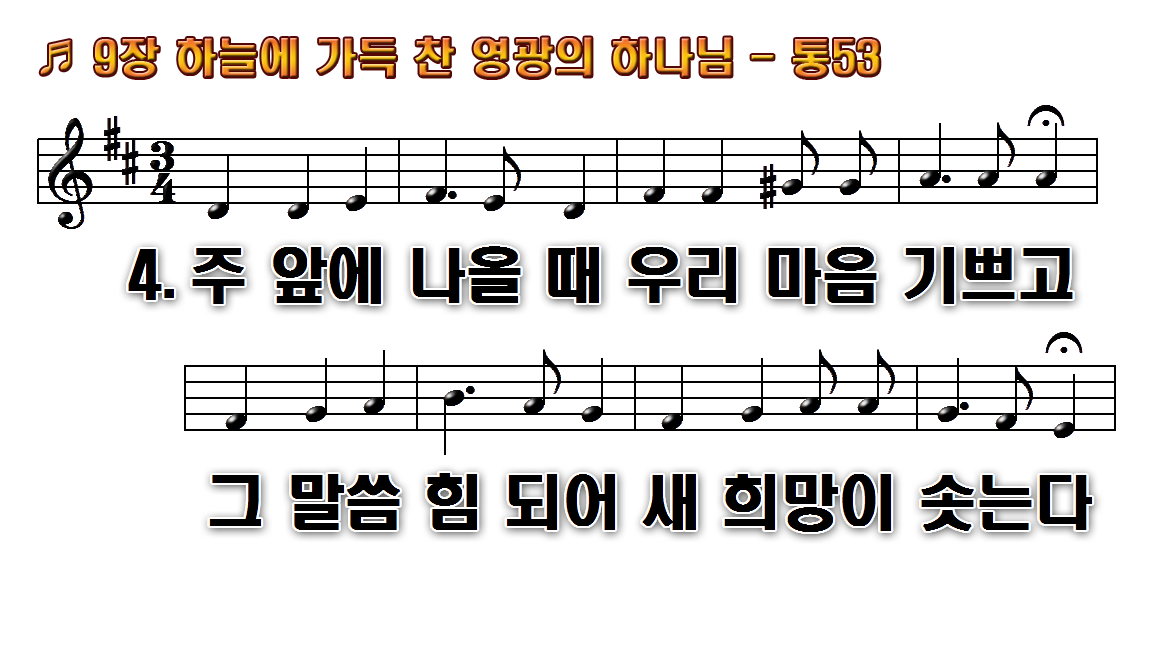 ♬ 9장 하늘에 가득 찬 영광의 하나님 - 통53
4. 주 앞에 나올 때 우리 마음 기쁘고
그 말씀 힘 되어 새 희망이 솟는다